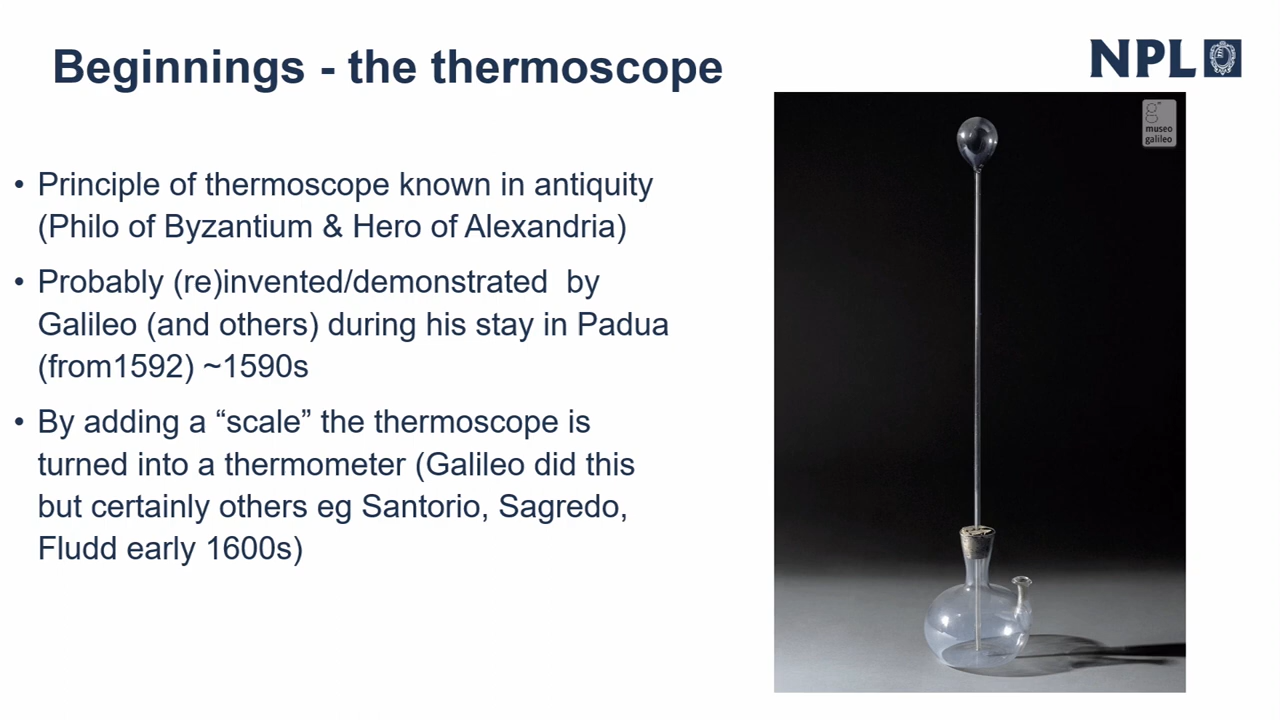 Beginnings - the thermoscope
NPL
museo
galileo
• Principle of thermoscope known in antiquity
(Philo of Byzantium & Hero of Alexandria)
• Probably (re)invented/demonstrated  by
Galileo (and others) during his stay in Padua
(from1592) ~1590s
• By adding a “scale” the thermoscope is
turned into a thermometer (Galileo did this
but certainly others eg Santorio, Sagredo,
Fludd early 1600s)